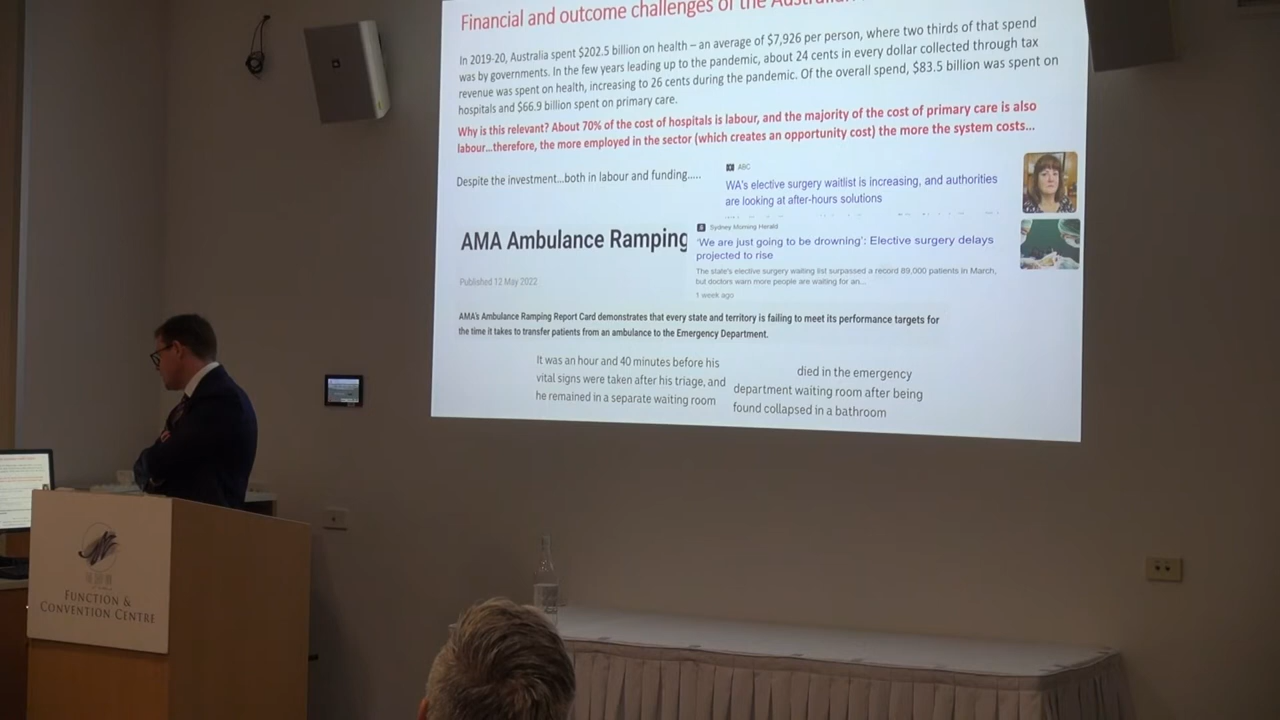 Financial and outcome challenges of the
In 2019-20, Australia spent $202.5 billion on health – an average of $7,926 per person, where two thirds of that spend
was by governments. In the few years leading up to the pandemic, about 24 cents in every dollar collected through tax
revenue was spent on health, increasing to 26 cents during the pandemic. Of the overall spend, $83.5 billion was spent on
hospitals and $66.9 billion spent on primary care.
Why is this relevant? About 70% of the cost of hospitals is labour, and the majority of the cost of primary care is also
labour...therefore, the more employed in the sector (which creates an opportunity cost) the more the system costs...
Despite the investment...both in labour and funding.....
ABC
WA's elective surgery waitlist is increasing, and authorities
are looking at after-hours solutions
AMA Ambulance Ramping
Published 12 May 2022
Sydney Morning Herald
'We are just going to be drowning': Elective surgery delays
projected to rise
The state's elective surgery waiting list surpassed a record 89,000 patients in March,
but doctors warn more people are waiting for an...
1 week ago
AMA's Ambulance Ramping Report Card demonstrates that every state and territory is failing to meet its performance targets for
the time it takes to transfer patients from an ambulance to the Emergency Department.
It was an hour and 40 minutes before his
vital signs were taken after his triage, and
he remained in a separate waiting room
died in the emergency
department waiting room after being
found collapsed in a bathroom
FUNCTION &
CONVENTION CENTRE